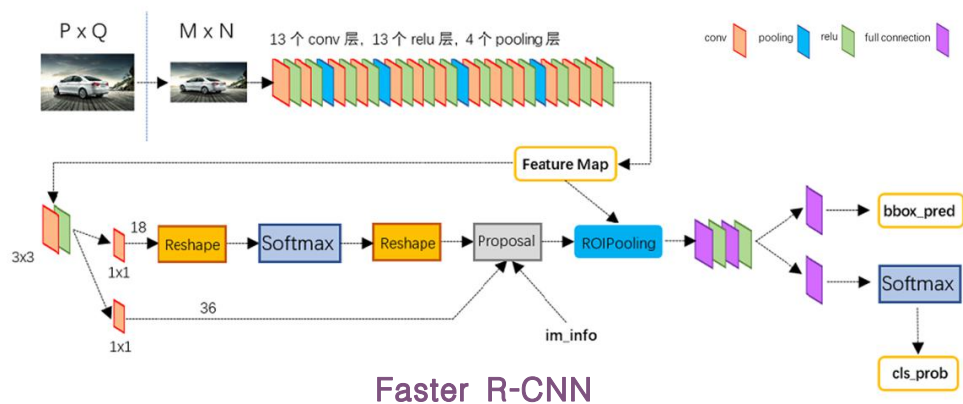 P x Q
M x N
13 个 conv 层，13 个 relu 层，4 个 pooling 层
conv
pooling
relu
full connection
Feature Map
3x3
18
1x1
Reshape
Softmax
Reshape
Proposal
ROIPooling
bbox_pred
Softmax
36
1x1
im_info
cls_prob
Faster R-CNN